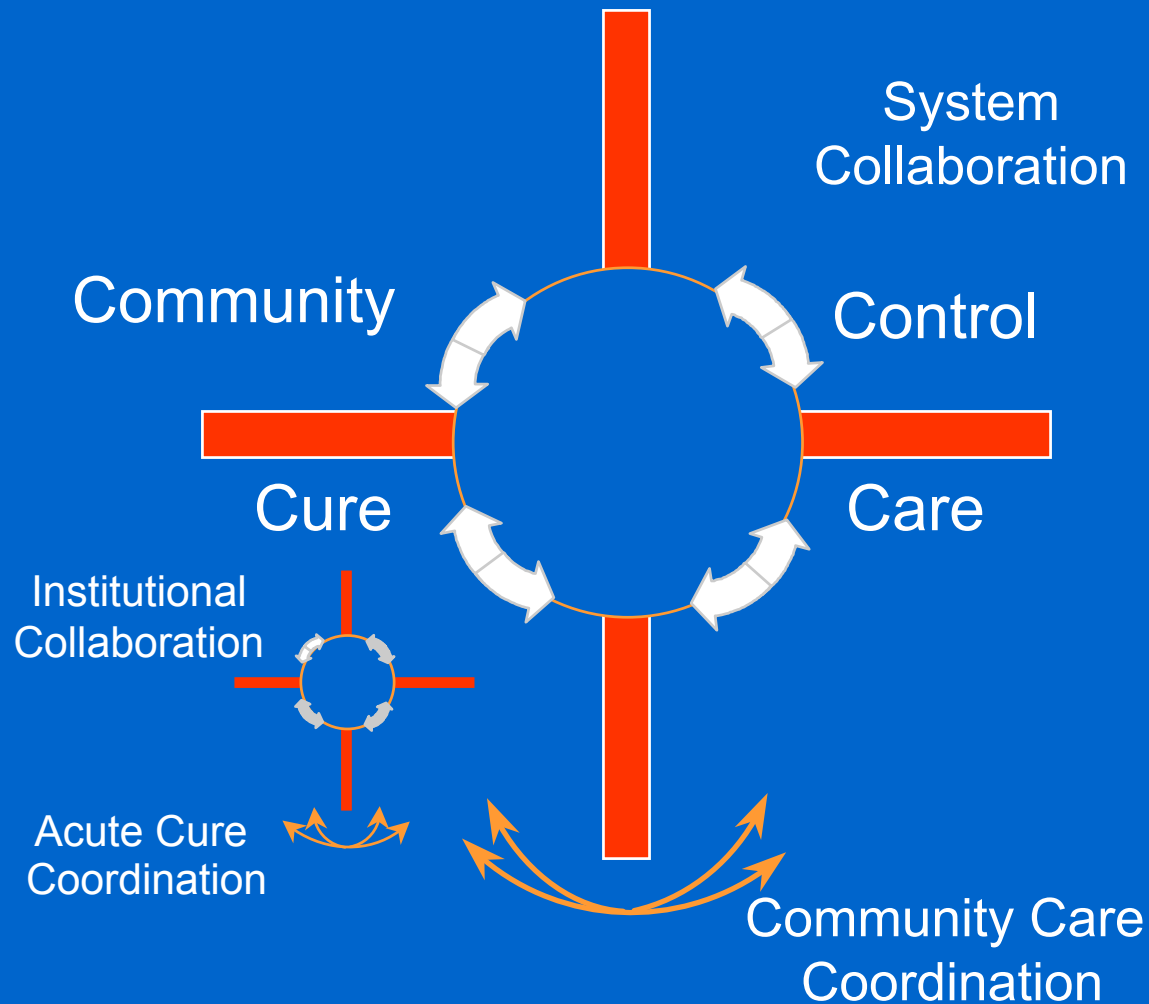 System
Collaboration
Community
Control
Cure
Care
Institutional
Collaboration
Acute Cure
Coordination
Community Care
Coordination